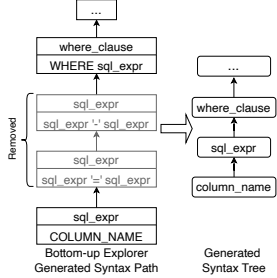 ...
where_clause
WHERE sql_expr
sql_expr
sql_expr '-' sql_expr
sql_expr
sql_expr '=' sql_expr
Removed
sql_expr
COLUMN_NAME
Bottom-up Explorer
Generated Syntax Path
...
where_clause
sql_expr
column_name
Generated
Syntax Tree